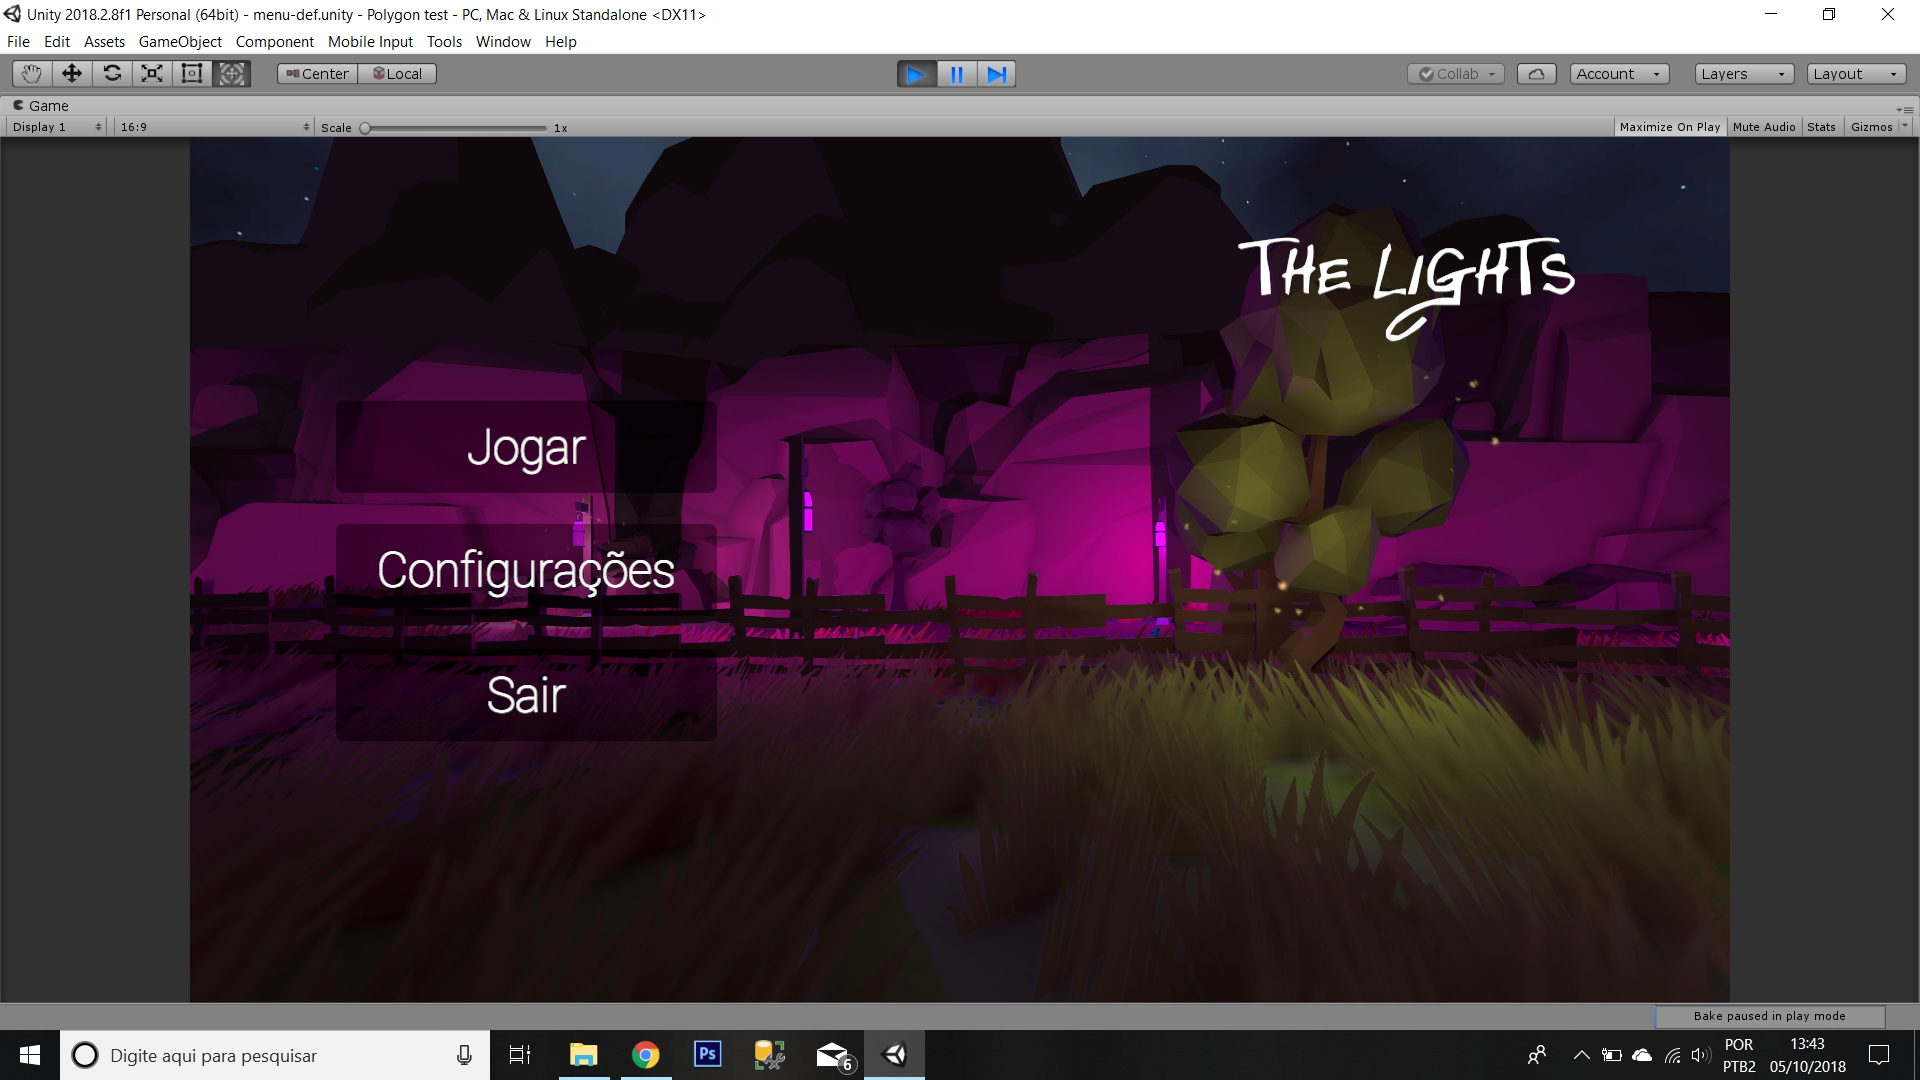 Unity 2018.2.8f1 Personal (64bit) - menu-def.unity - Polygon test - PC, Mac & Linux Standalone <DX11>
File Edit Assets GameObject Component Mobile Input Tools Window Help
Center Local Collab Account Layers Layout
Game
Display 1 16:9 Scale 1x Maximize On Play Mute Audio Stats Gizmos
THE LIGHTS
Jogar
Configurações
Sair
Bake paused in play mode
Digite aqui para pesquisar
Ps
6
POR
PTB2
13:43
05/10/2018